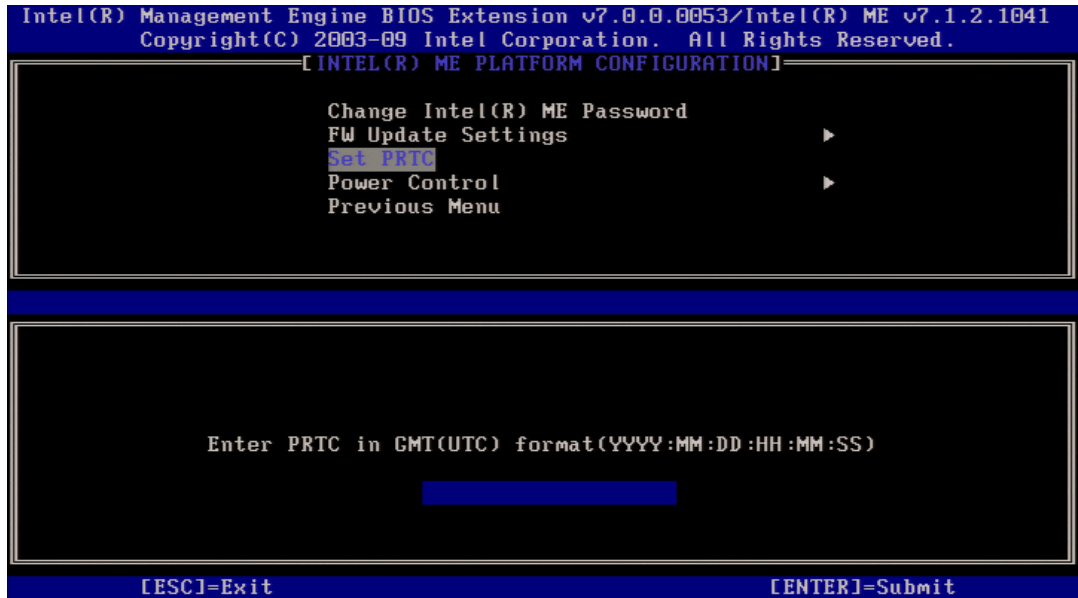 Intel(R) Management Engine BIOS Extension v7.0.0.0053/Intel(R) ME v7.1.2.1041
Copyright(C) 2003-09 Intel Corporation. All Rights Reserved.
[INTEL(R) ME PLATFORM CONFIGURATION]
Change Intel(R) ME Password
FW Update Settings ►
Set PRTC
Power Control ►
Previous Menu
Enter PRTC in GMT(UTC) format(YYYY:MM:DD:HH:MM:SS)
[ESC]=Exit [ENTER]=Submit